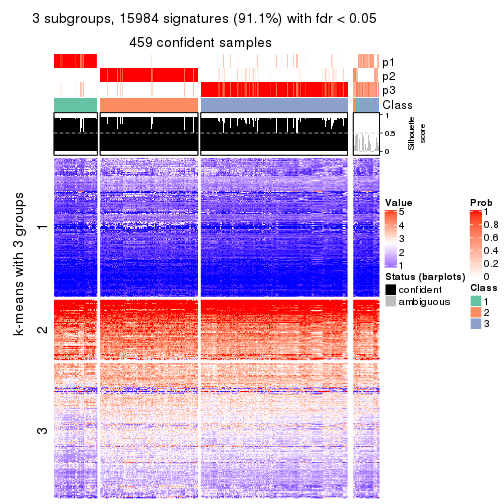 3 subgroups, 15984 signatures (91.1%) with fdr < 0.05
459 confident samples
p1
p2
p3
Class
1
0.5
0
Silhouette
score
k-means with 3 groups
1
2
3
Value
5
4
3
2
1
Status (barplots)
confident
ambiguous
Prob
1
0.8
0.6
0.4
0.2
0
Class
1
2
3